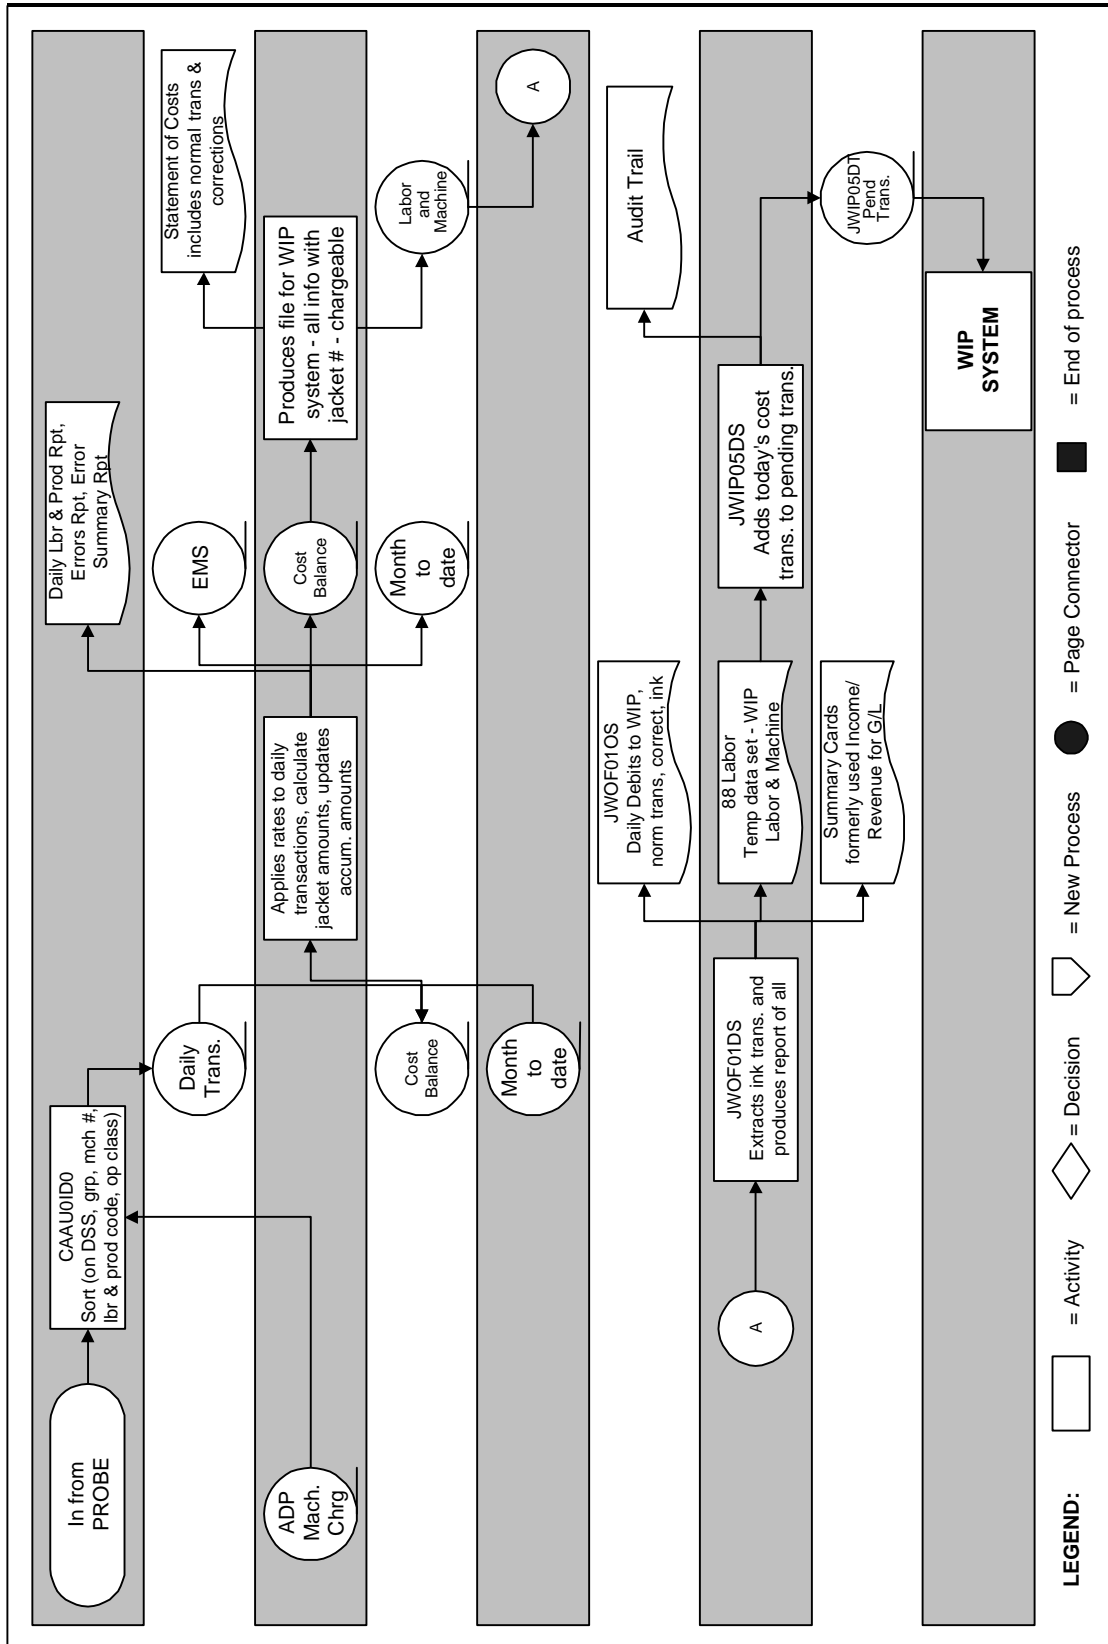 In from
PROBE
CAAU0ID0
Sort (on DSS, grp, mch #,
lbr & prod code, op class)
Daily Lbr & Prod Rpt,
Errors Rpt, Error
Summary Rpt
Daily
Trans.
EMS
Statement of Costs
includes normal trans &
corrections
ADP
Mach.
Chrg
Applies rates to daily
transactions, calculate
jacket amounts, updates
accum. amounts
Cost
Balance
Produces file for WIP
system - all info with
jacket # - chargeable
Cost
Balance
Month
to
date
Labor
and
Machine
Month
to
date
A
JWOF01OS
Daily Debits to WIP,
norm trans, correct, ink
Audit Trail
A
JWOF01DS
Extracts ink trans. and
produces report of all
88 Labor
Temp data set - WIP
Labor & Machine
JWIP05DS
Adds today's cost
trans. to pending trans.
Summary Cards
formerly used Income/
Revenue for G/L
JWIP05DT
Pend
Trans.
WIP
SYSTEM
LEGEND:
= Activity
= Decision
= New Process
= Page Connector
= End of process